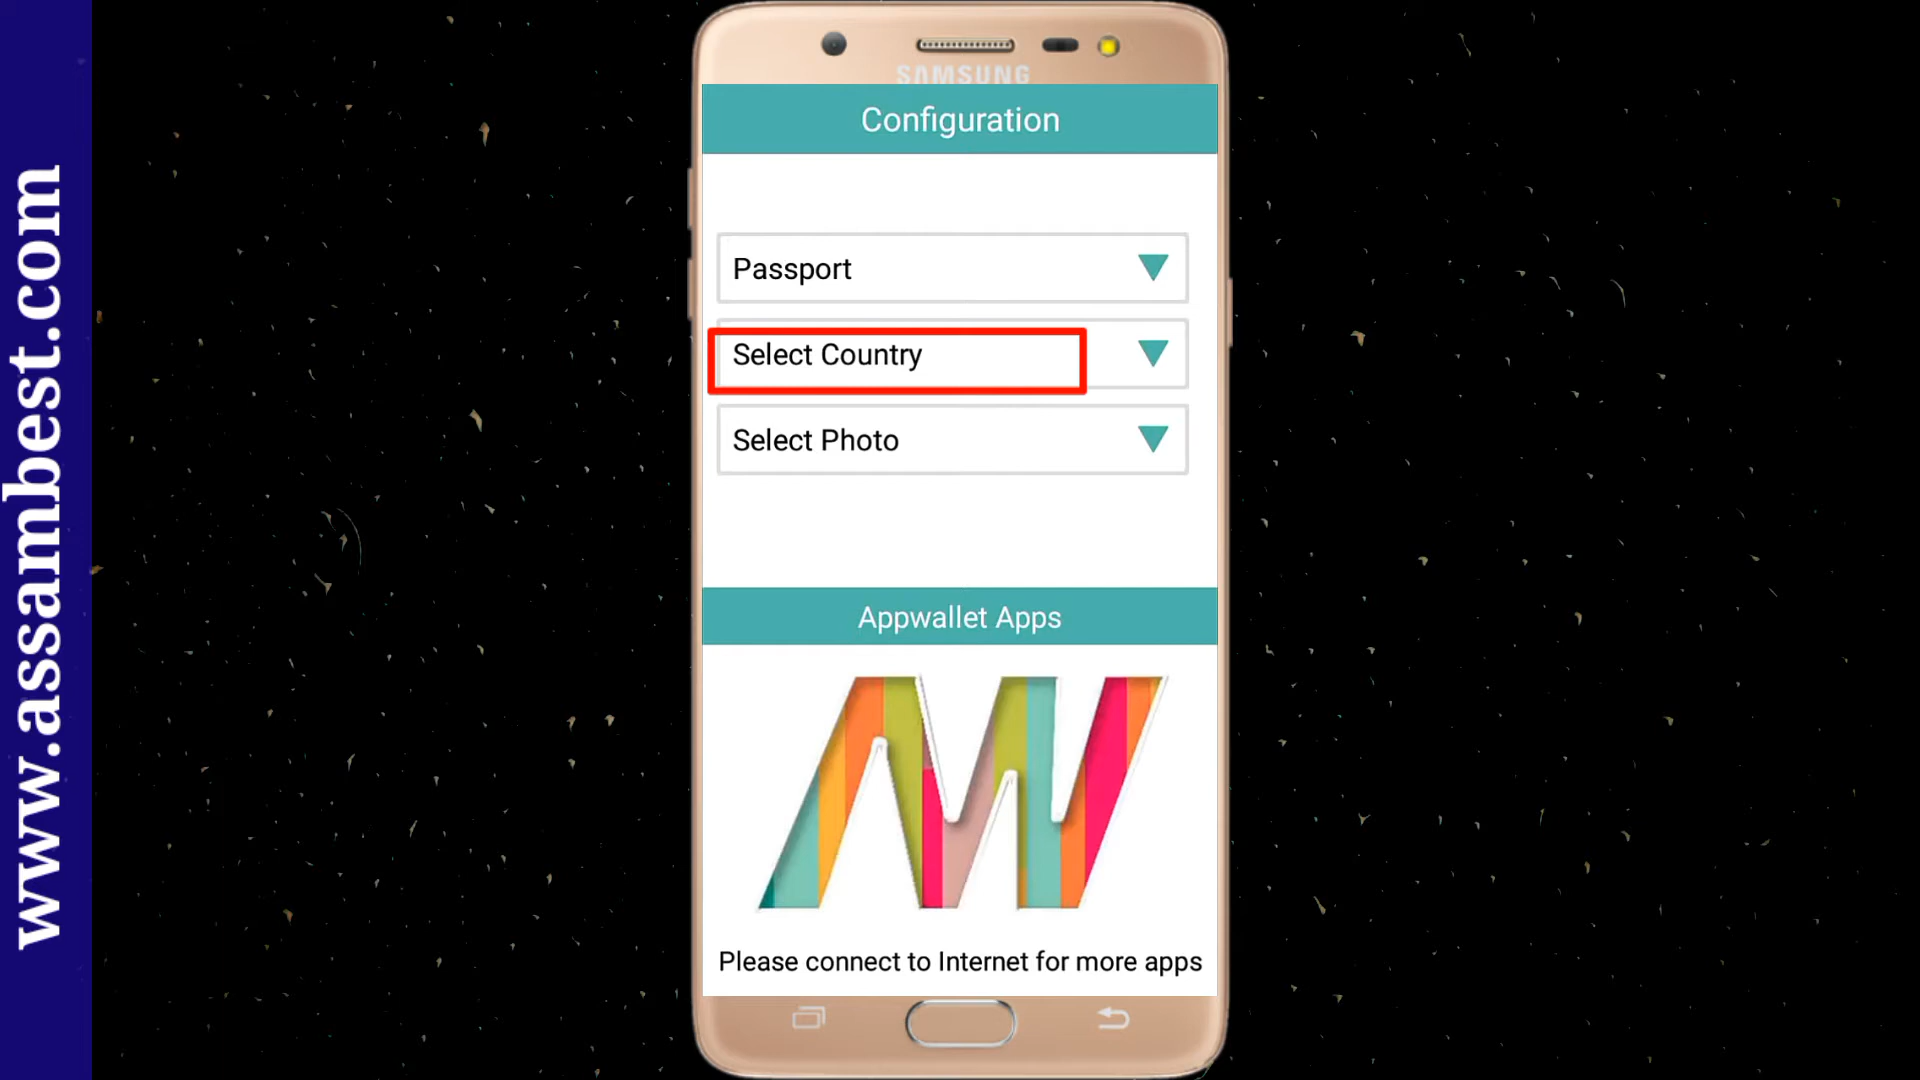 www.assambest.com
SAMSUNG
Configuration
Passport
Select Country
Select Photo
Appwallet Apps
Please connect to Internet for more apps